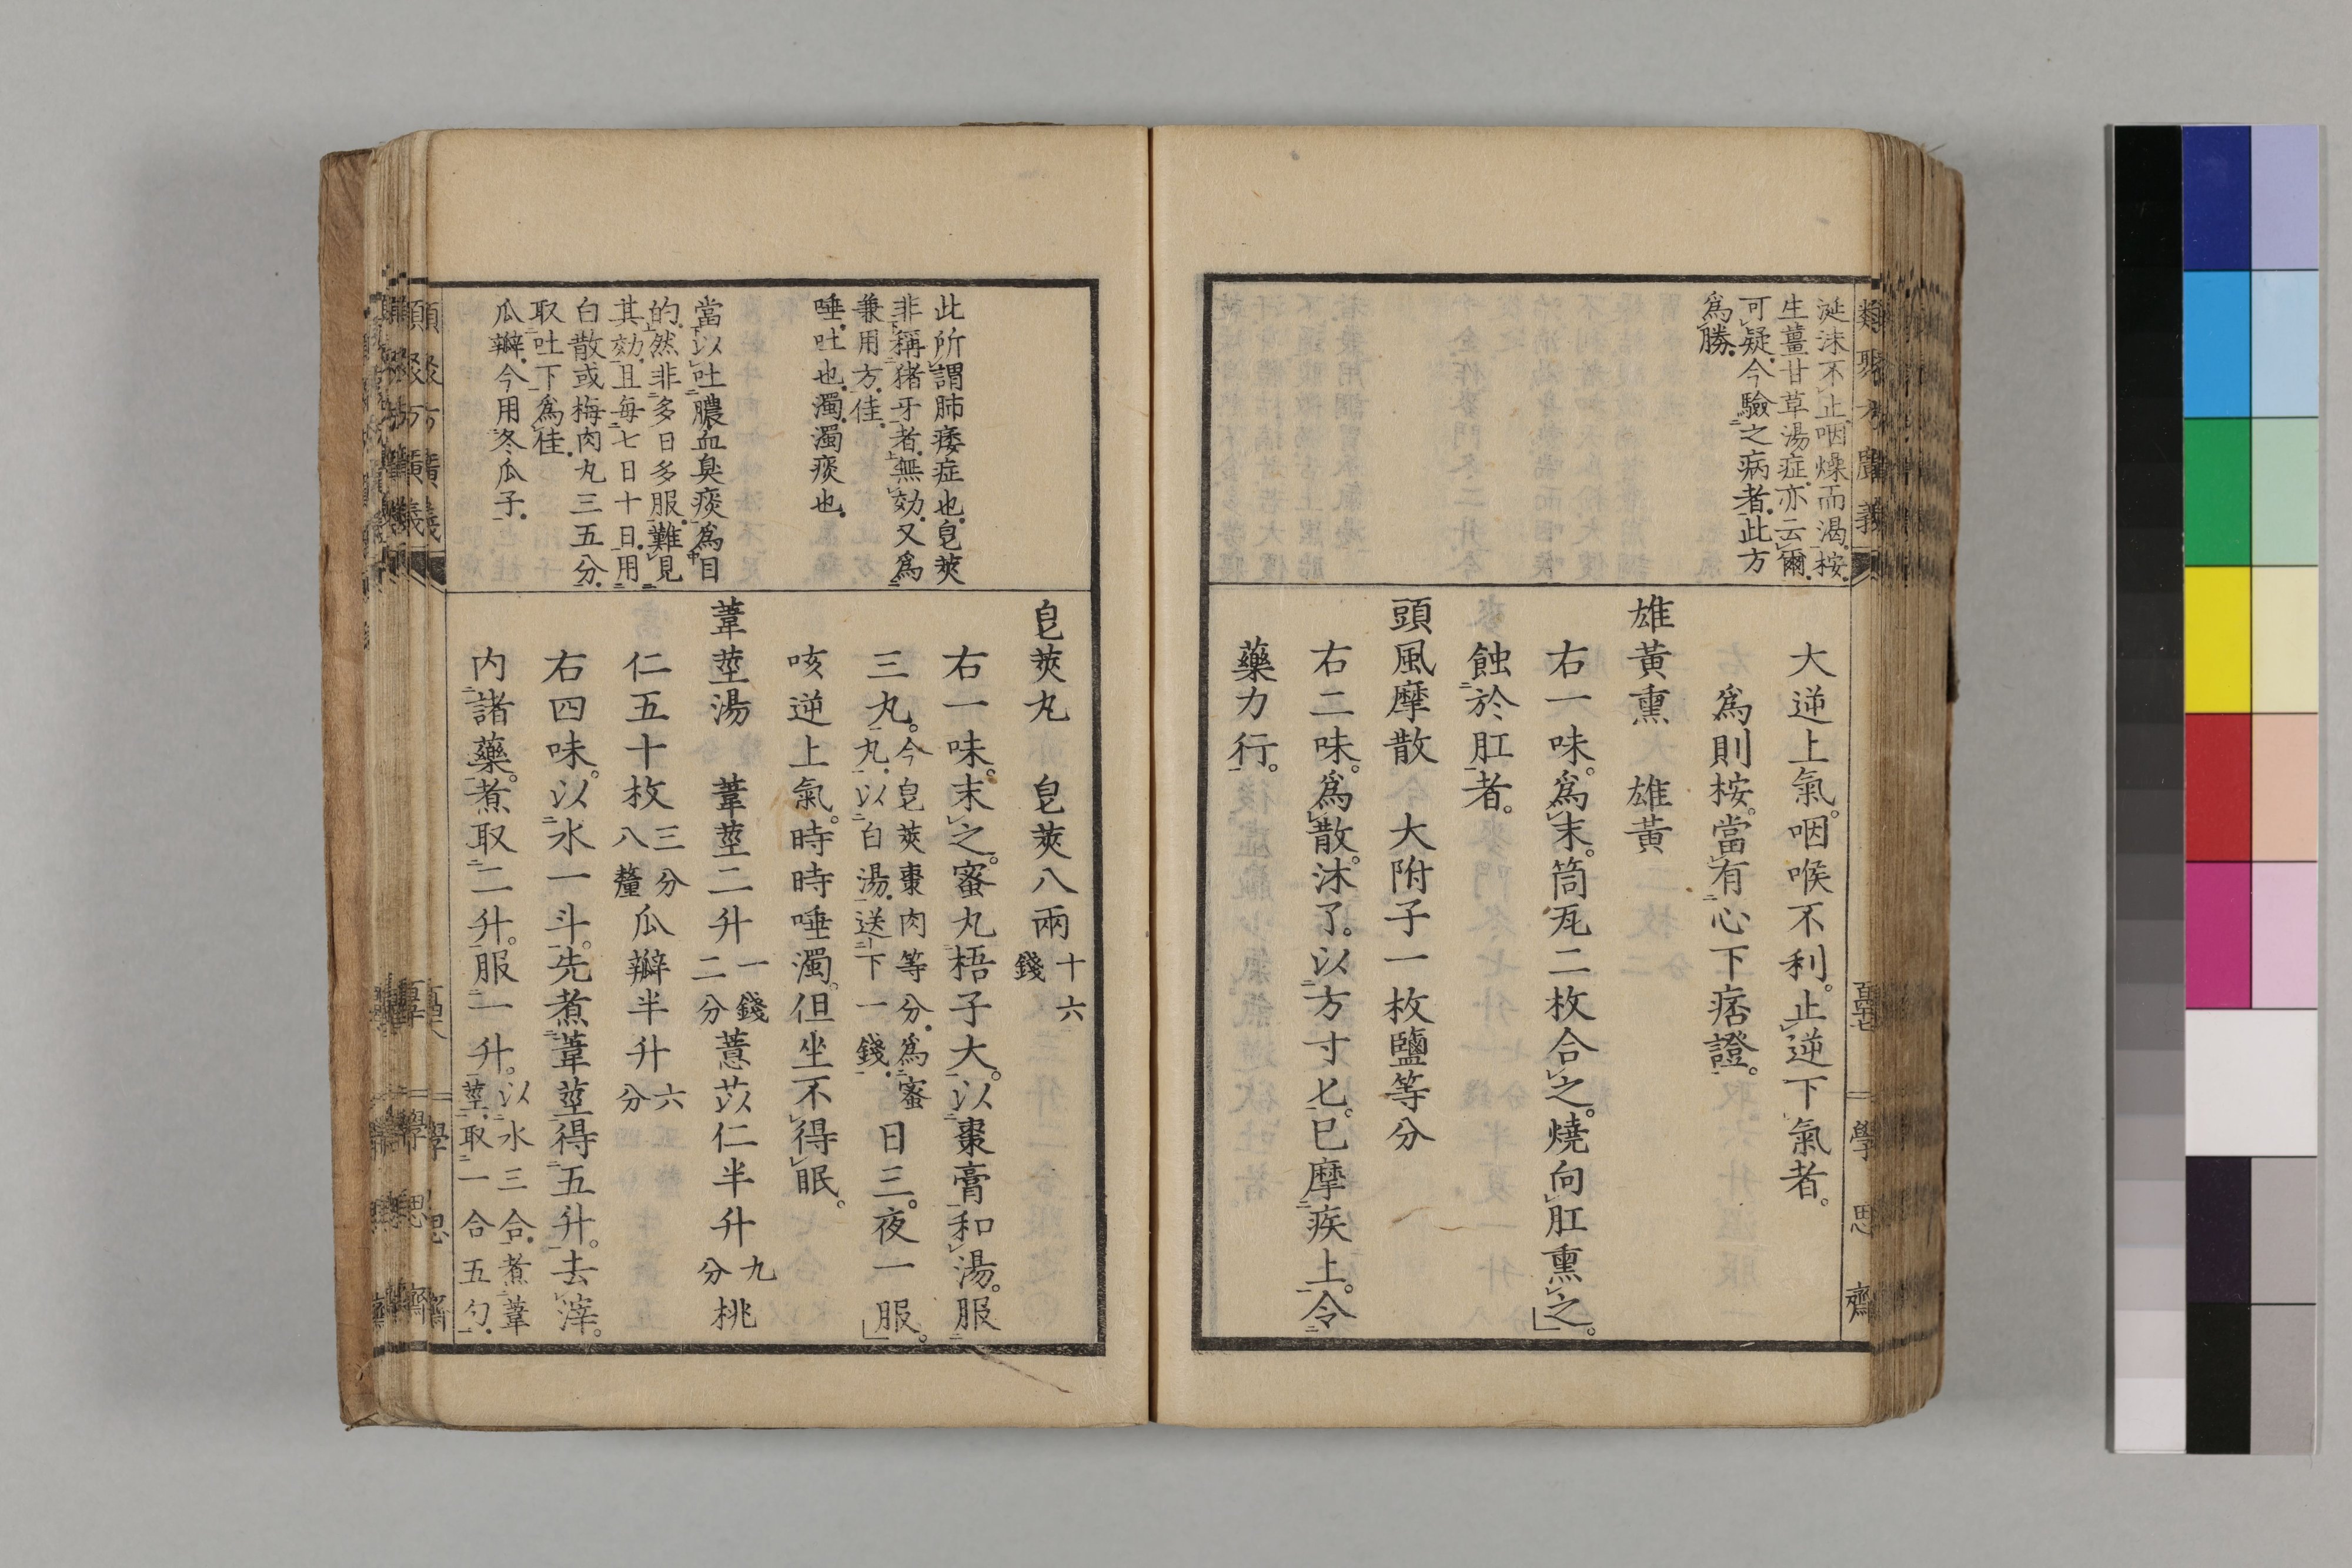 涎沫不止咽燥而渴桉
生薑甘草湯症亦云爾
可疑今驗之病者此方
爲勝
大逆上氣。咽喉不利。止逆下氣者。
爲則桉。當有心下痞證。
雄黃熏　雄黃
右一味。爲末。筒瓦二枚合之。燒向肛熏之。
蝕於肛者。
頭風摩散　大附子一枚鹽等分
右二味。爲散。沐了。以方寸匕。巳摩疾上。令
藥力行。
此所謂肺痿症也。皂莢
非稱猪牙者。無効。又爲
兼用方佳。
唾。吐也。濁。濁痰也。
當以吐膿血臭痰爲目
的。然非多日多服。難見
其効。且每七日十日。用
白散或梅肉丸三五分。
取吐下爲佳。
瓜瓣。今用冬瓜子。
皂莢丸　皂莢八兩十六錢
右一味。末之。蜜丸梧子大。以棗膏和湯。服
三丸。今皂莢棗肉等分。爲蜜丸。以白湯。送下一錢。日三。夜一服。
咳逆上氣。時時唾濁。但坐不得眠。
葦莖湯　葦莖二升一錢二分薏苡仁半升九分桃
仁五十枚三分八釐瓜瓣半升六分
右四味。以水一斗。先煮葦莖得五升。去滓。
内諸藥。煮取二升。服一升。以水三合。煮葦莖。取一合五勺。